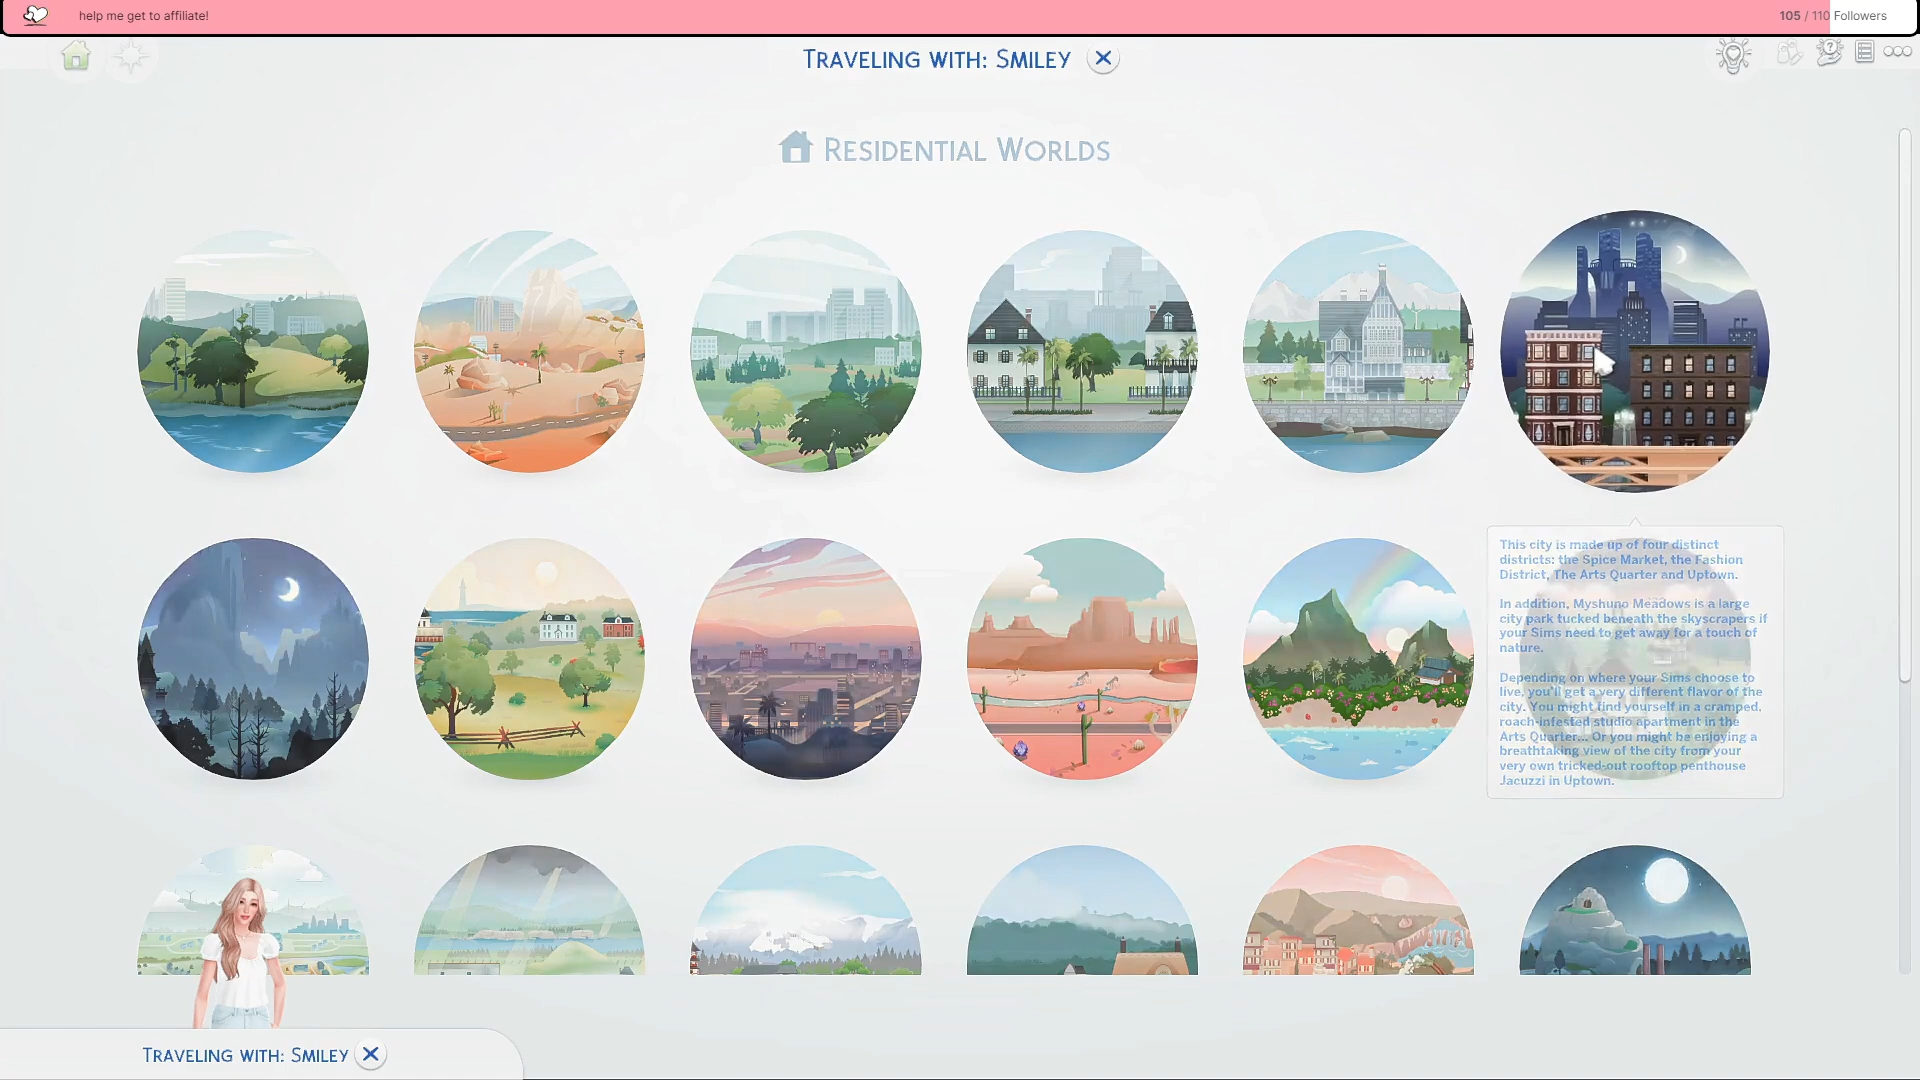 help me get to affiliate!
105 / 110 Followers
Traveling with: Smiley
Residential Worlds
This city is made up of four distinct
districts: the Spice Market, the Fashion
District, The Arts Quarter and Uptown.
In addition, Myshuno Meadows is a large
city park tucked beneath the skyscrapers if
your Sims need to get away for a touch of
nature.
Depending on where your Sims choose to
live, you'll get a very different flavor of the
city. You might find yourself in a cramped,
roach-infested studio apartment in the
Arts Quarter... Or you might be enjoying a
breathtaking view of the city from your
very own tricked-out rooftop penthouse
Jacuzzi in Uptown.
Traveling with: Smiley